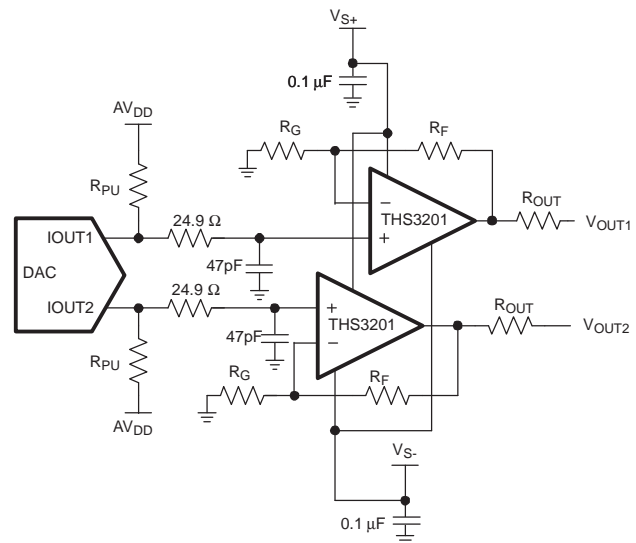 VS+
0.1 µF
AVDD
RG
RF
RPU
THS3201
ROUT
VOUT1
24.9 Ω
IOUT1
− 
+
DAC
47pF
24.9 Ω
IOUT2
+
THS3201
ROUT
VOUT2
47pF
−
RPU
RG
RF
AVDD
VS-
0.1 µF